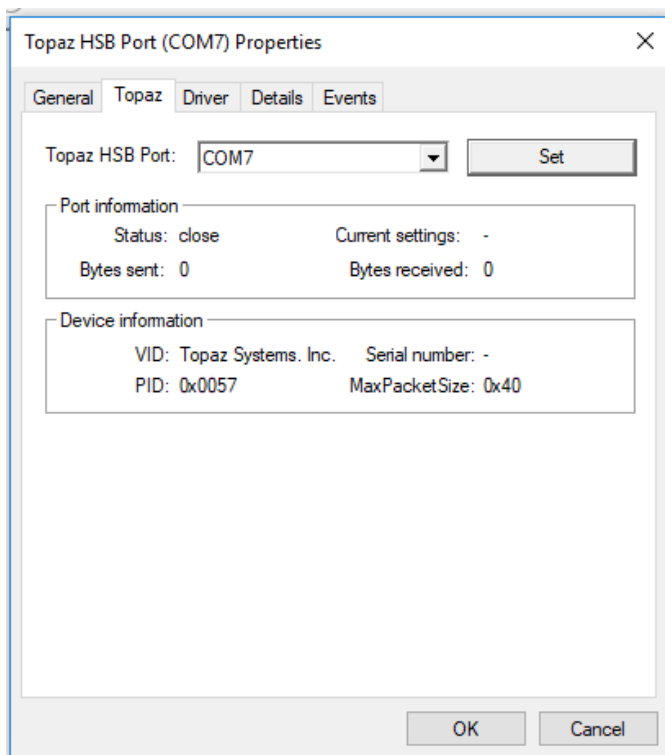 Topaz HSB Port (COM7) Properties
General Topaz Driver Details Events
Topaz HSB Port: COM7 Set
Port information
Status: close Current settings: -
Bytes sent: 0 Bytes received: 0
Device information
VID: Topaz Systems. Inc. Serial number: -
PID: 0x0057 MaxPacketSize: 0x40
OK Cancel